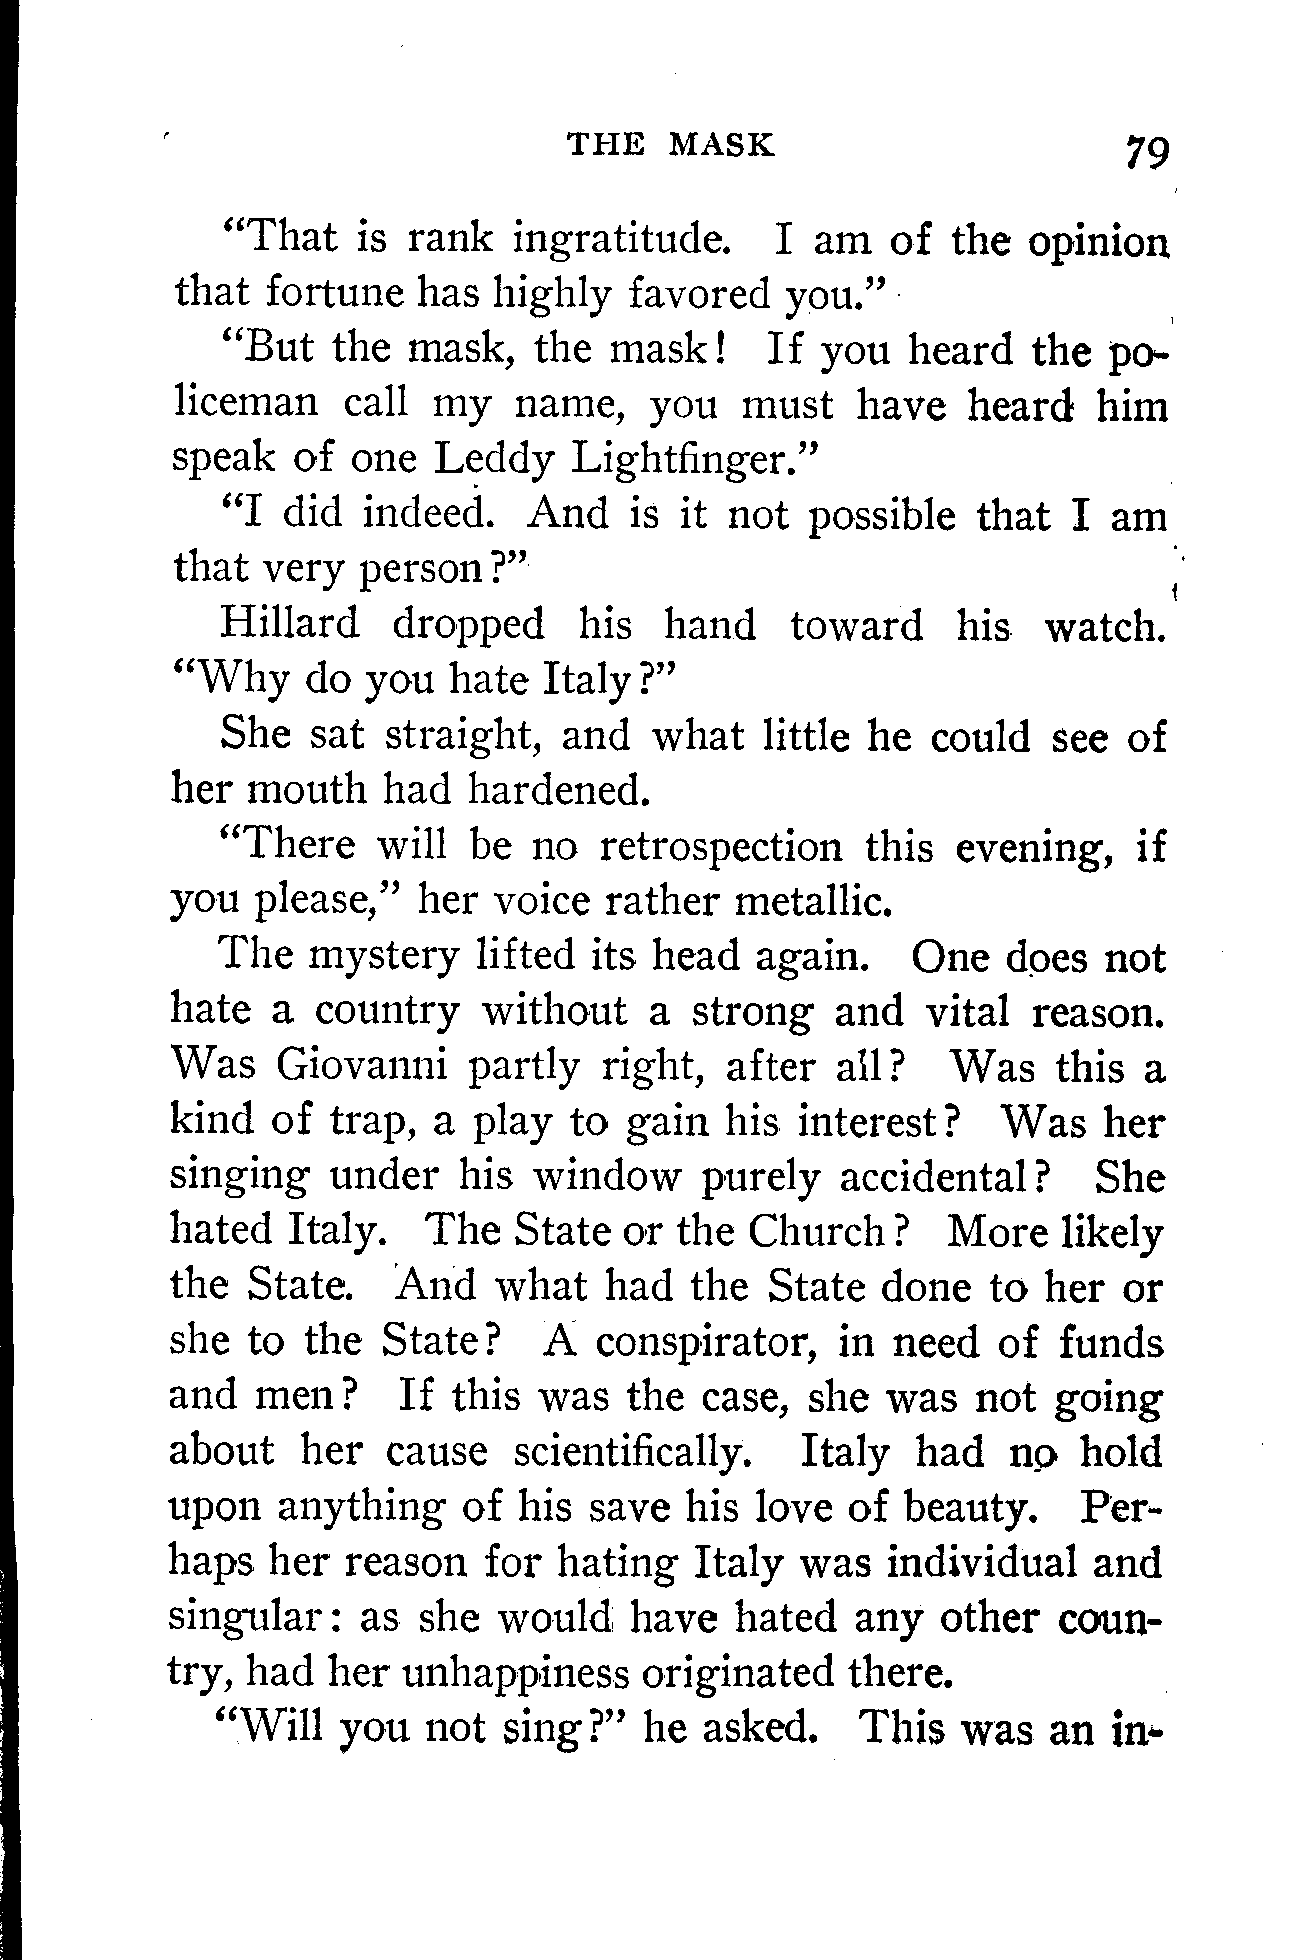 THE MASK 79
“That is rank ingratitude. I am of the opinion
that fortune has highly favored you.”
“But the mask, the mask! If you heard the po-
liceman call my name, you must have heard him
speak of one Leddy Lightfinger.”
“I did indeed. And is it not possible that I am
that very person?”
Hillard dropped his hand toward his watch.
“Why do you hate Italy?”
She sat straight, and what little he could see of
her mouth had hardened.
“There will be no retrospection this evening, if
you please,” her voice rather metallic.
The mystery lifted its head again. One does not
hate a country without a strong and vital reason.
Was Giovanni partly right, after all? Was this a
kind of trap, a play to gain his interest? Was her
singing under his window purely accidental? She
hated Italy. The State or the Church? More likely
the State. And what had the State done to her or
she to the State? A conspirator, in need of funds
and men? If this was the case, she was not going
about her cause scientifically. Italy had no hold
upon anything of his save his love of beauty. Per-
haps her reason for hating Italy was individual and
singular: as she would have hated any other coun-
try, had her unhappiness originated there.
“Will you not sing?” he asked. This was an in-